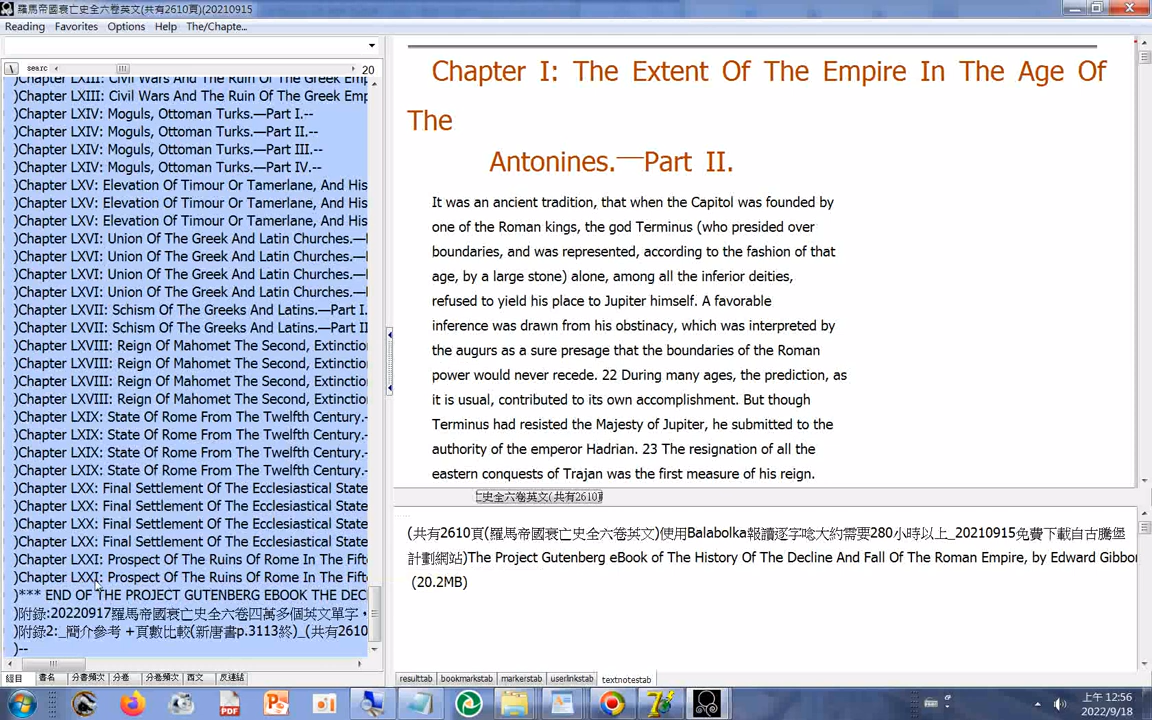 羅馬帝國衰亡史全六卷英文(共有2610頁)(20210915
Reading Favorites Options The/Chapte...
searc
20
)Chapter LXIII: Civil Wars And The Ruin Of The Greek Emp
)Chapter LXIII: Civil Wars And The Ruin Of The Greek Emp
)Chapter LXIV: Moguls, Ottoman Turks.—Part I.--
)Chapter LXIV: Moguls, Ottoman Turks.—Part II.--
)Chapter LXIV: Moguls, Ottoman Turks.—Part III.--
)Chapter LXIV: Moguls, Ottoman Turks.—Part IV.--
)Chapter LXV: Elevation Of Timour Or Tamerlane, And His
)Chapter LXV: Elevation Of Timour Or Tamerlane, And His
)Chapter LXV: Elevation Of Timour Or Tamerlane, And His
)Chapter LXVI: Union Of The Greek And Latin Churches.—
)Chapter LXVI: Union Of The Greek And Latin Churches.—
)Chapter LXVI: Union Of The Greek And Latin Churches.—
)Chapter LXVI: Union Of The Greek And Latin Churches.—
)Chapter LXVII: Schism Of The Greeks And Latins.—Part I.
)Chapter LXVII: Schism Of The Greeks And Latins.—Part II
)Chapter LXVIII: Reign Of Mahomet The Second, Extinction
)Chapter LXVIII: Reign Of Mahomet The Second, Extinction
)Chapter LXVIII: Reign Of Mahomet The Second, Extinction
)Chapter LXVIII: Reign Of Mahomet The Second, Extinction
)Chapter LXIX: State Of Rome From The Twelfth Century.-
)Chapter LXIX: State Of Rome From The Twelfth Century.-
)Chapter LXIX: State Of Rome From The Twelfth Century.-
)Chapter LXIX: State Of Rome From The Twelfth Century.-
)Chapter LXX: Final Settlement Of The Ecclesiastical State
)Chapter LXX: Final Settlement Of The Ecclesiastical State
)Chapter LXX: Final Settlement Of The Ecclesiastical State
)Chapter LXX: Final Settlement Of The Ecclesiastical State
)Chapter LXXI: Prospect Of The Ruins Of Rome In The Fift
)Chapter LXXI: Prospect Of The Ruins Of Rome In The Fift
)*** END OF THE PROJECT GUTENBERG EBOOK THE DEC
)附錄:20220917羅馬帝國衰亡史全六卷四萬多個英文單字，
)附錄2:_簡介參考 +頁數比較(新唐書p.3113終)_(共有2610
)--
經目 書名 分書頻次 分卷 分卷頻次 西文 反連結
Chapter I: The Extent Of The Empire In The Age Of
The
Antonines.—Part II.
It was an ancient tradition, that when the Capitol was founded by
one of the Roman kings, the god Terminus (who presided over
boundaries, and was represented, according to the fashion of that
age, by a large stone) alone, among all the inferior deities,
refused to yield his place to Jupiter himself. A favorable
inference was drawn from his obstinacy, which was interpreted by
the augurs as a sure presage that the boundaries of the Roman
power would never recede. 22 During many ages, the prediction, as
it is usual, contributed to its own accomplishment. But though
Terminus had resisted the Majesty of Jupiter, he submitted to the
authority of the emperor Hadrian. 23 The resignation of all the
eastern conquests of Trajan was the first measure of his reign.
史全六卷英文(共有2610
(共有2610頁(羅馬帝國衰亡史全六卷英文)使用Balabolka報讀逐字唸大約需要280小時以上_20210915免費下載自古騰堡
計劃網站)The Project Gutenberg eBook of The History Of The Decline And Fall Of The Roman Empire, by Edward Gibbon
(20.2MB)
resulttab bookmarkstab markerstab userlinkstab textnotestab
上午 12:56
2022/9/18